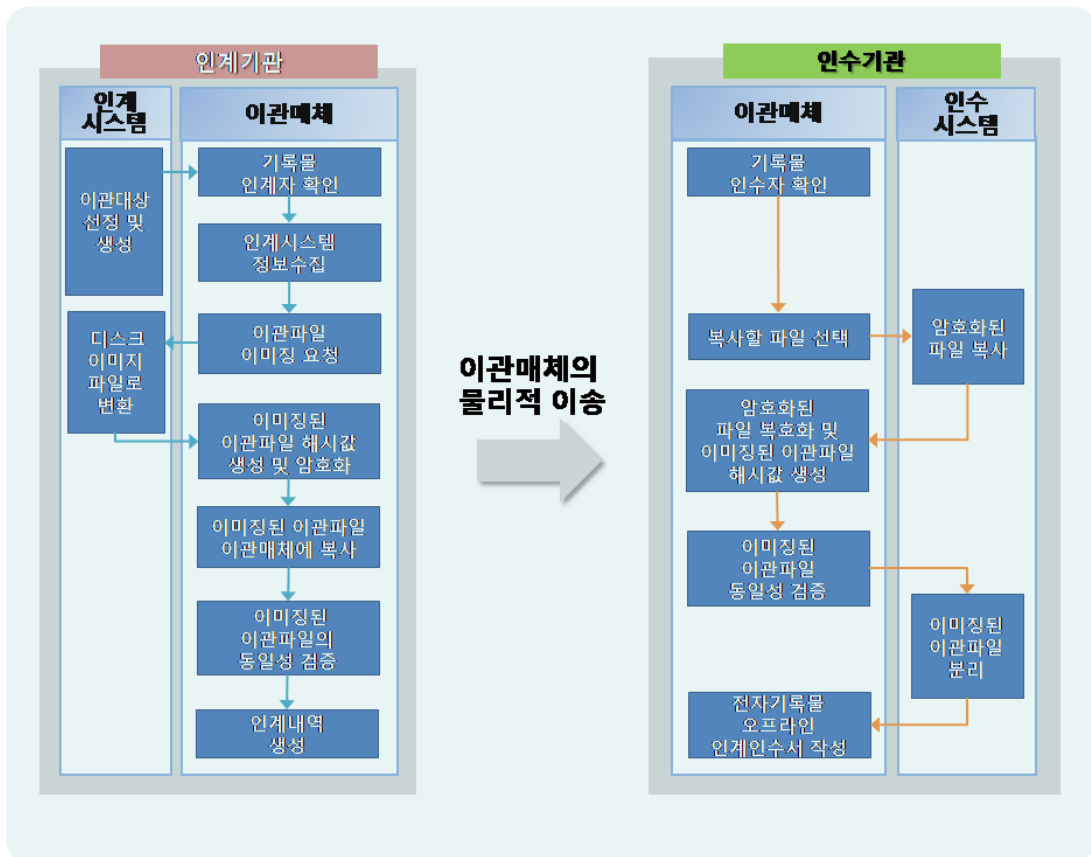 인계기관
인계
시스템
이관매체
이관대상
선정 및
생성
기록물
인계자 확인
인계시스템
정보수집
이관파일
이미징 요청
디스크
이미지
파일로
변환
이미징된
이관파일 해시값
생성 및 암호화
이미징된 이관파일
이관매체에 복사
이미징된
이관파일의
동일성 검증
인계내역
생성
이관매체의
물리적 이송
인수기관
이관매체
인수
시스템
기록물
인수자 확인
복사할 파일 선택
암호화된
파일 복사
암호화된
파일 복호화 및
이미징된 이관파일
해시값 생성
이미징된
이관파일
동일성 검증
이미징된
이관파일
분리
전자기록물
오프라인
인계인수서 작성